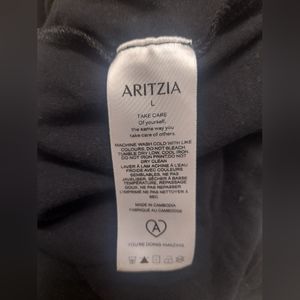 ARITZIA
L
TAKE CARE
Of yourself,
the same way you
take care of others.
MACHINE WASH COLD WITH LIKE
COLOURS. DO NOT BLEACH.
TUMBLE DRY LOW. COOL IRON.
DO NOT IRON PRINT. DO NOT
DRY CLEAN
LAVER À LAM ACHINE À L'EAU
FROIDE AVEC COULEURS
SEMBLABLES. NE PAS
JAVELLISER. SÉCHER À BASSE
TEMPÉRATURE. REPASSAGE
DOUX. NE PAS REPASSER
L'IMPRIMÉ NE PAS NETTOYER À
SEC
MADE IN CAMBODIA
FABRIQUÉ AU CAMBODGE
A
YOU'RE DOING AMAZING.